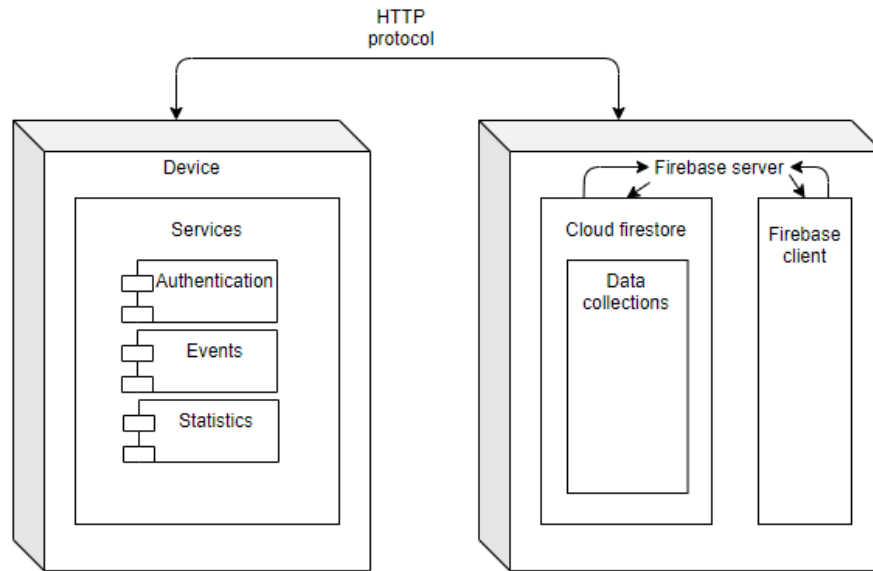 HTTP
protocol
Device
Services
Authentication
Events
Statistics
Firebase server
Cloud firestore
Data
collections
Firebase
client